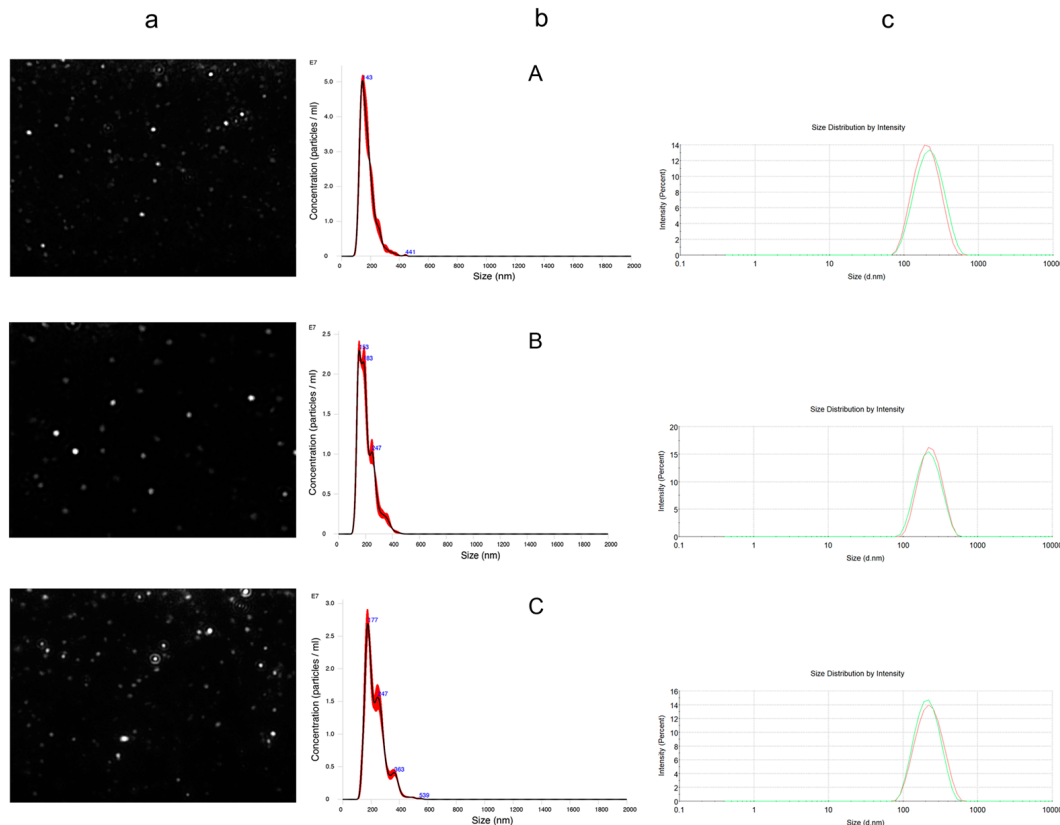 a
b
c
A
E7
Concentration (particles / ml)
5.0
4.0
3.0
2.0
1.0
0
143
441
0 200 400 600 800 1000 1200 1400 1600 1800 2000
Size (nm)
Size Distribution by Intensity
Intensity (Percent)
14
12
10
8
6
4
2
0
0.1 1 10 100 1000 10000
Size (d.nm)
B
E7
Concentration (particles / ml)
2.5
2.0
1.5
1.0
0.5
0
153
183
247
0 200 400 600 800 1000 1200 1400 1600 1800 2000
Size (nm)
Size Distribution by Intensity
Intensity (Percent)
20
15
10
5
0
0.1 1 10 100 1000 10000
Size (d.nm)
C
E7
Concentration (particles / ml)
3.0
2.5
2.0
1.5
1.0
0.5
0
177
247
363
539
0 200 400 600 800 1000 1200 1400 1600 1800 2000
Size (nm)
Size Distribution by Intensity
Intensity (Percent)
16
14
12
10
8
6
4
2
0
0.1 1 10 100 1000 10000
Size (d.nm)